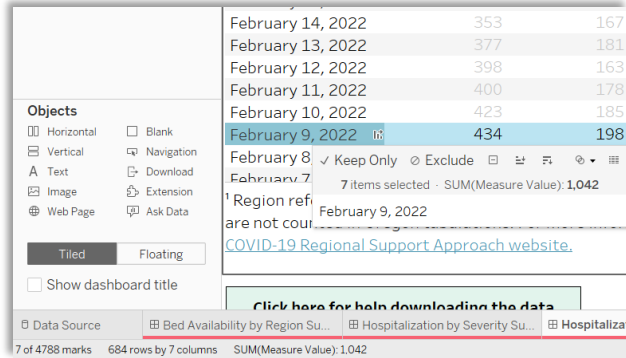 February 14, 2022 353 167
February 13, 2022 377 181
February 12, 2022 398 163
February 11, 2022 400 178
February 10, 2022 423 185
February 9, 2022 434 198
February 8
February 7
✓ Keep Only Exclude
7 items selected · SUM(Measure Value): 1,042
February 9, 2022
¹ Region ref
are not
COVID-19 Regional Support Approach website.
Click here for help downloading the data
Objects
Horizontal Blank
Vertical Navigation
A Text Download
Image Extension
Web Page Ask Data
Tiled Floating
Show dashboard title
Data Source Bed Availability by Region Su... Hospitalization by Severity Su... Hospitaliza
7 of 4788 marks 684 rows by 7 columns SUM(Measure Value): 1,042